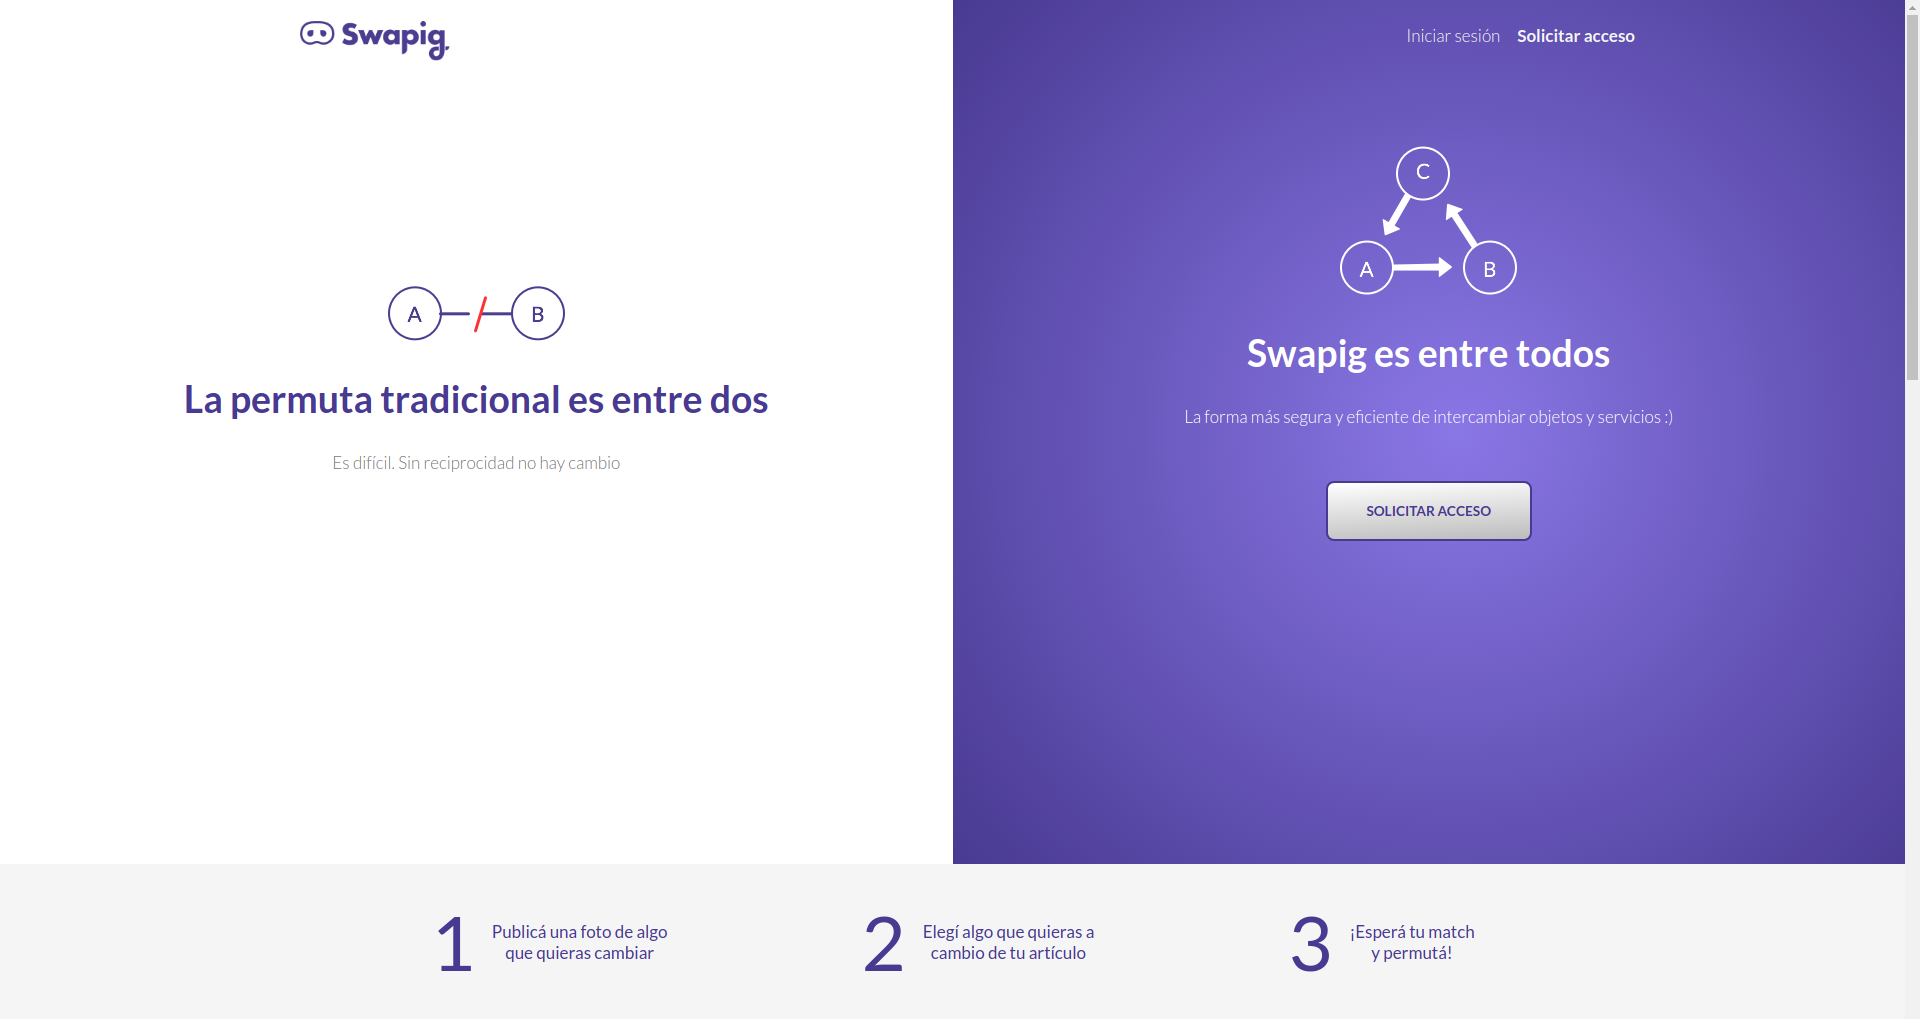 Swapig
Iniciar sesión
Solicitar acceso
A
B
La permuta tradicional es entre dos
Es difícil. Sin reciprocidad no hay cambio
C
A
B
Swapig es entre todos
La forma más segura y eficiente de intercambiar objetos y servicios :)
SOLICITAR ACCESO
1
Publicá una foto de algo
que quieras cambiar
2
Elegí algo que quieras a
cambio de tu artículo
3
¡Esperá tu match
y permutá!